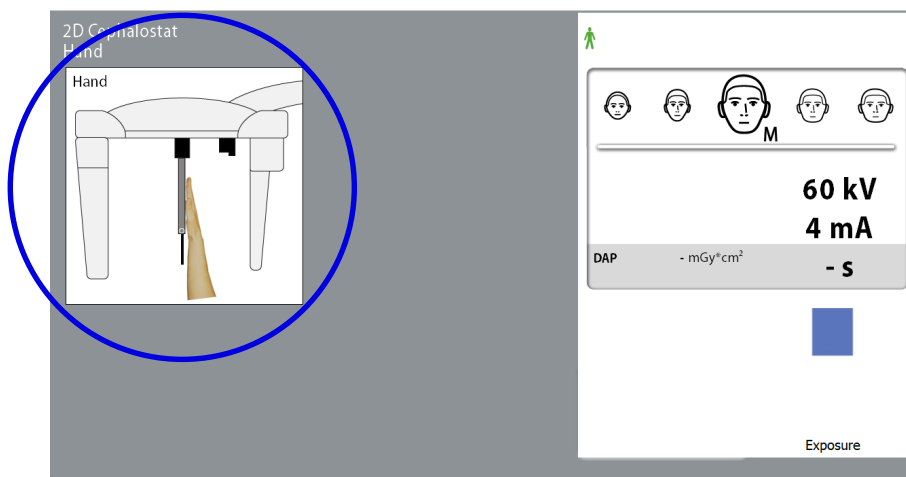 2D Cephalostat
Hand
Hand
M
60 kV
4 mA
DAP - mGy*cm²
- s
Exposure